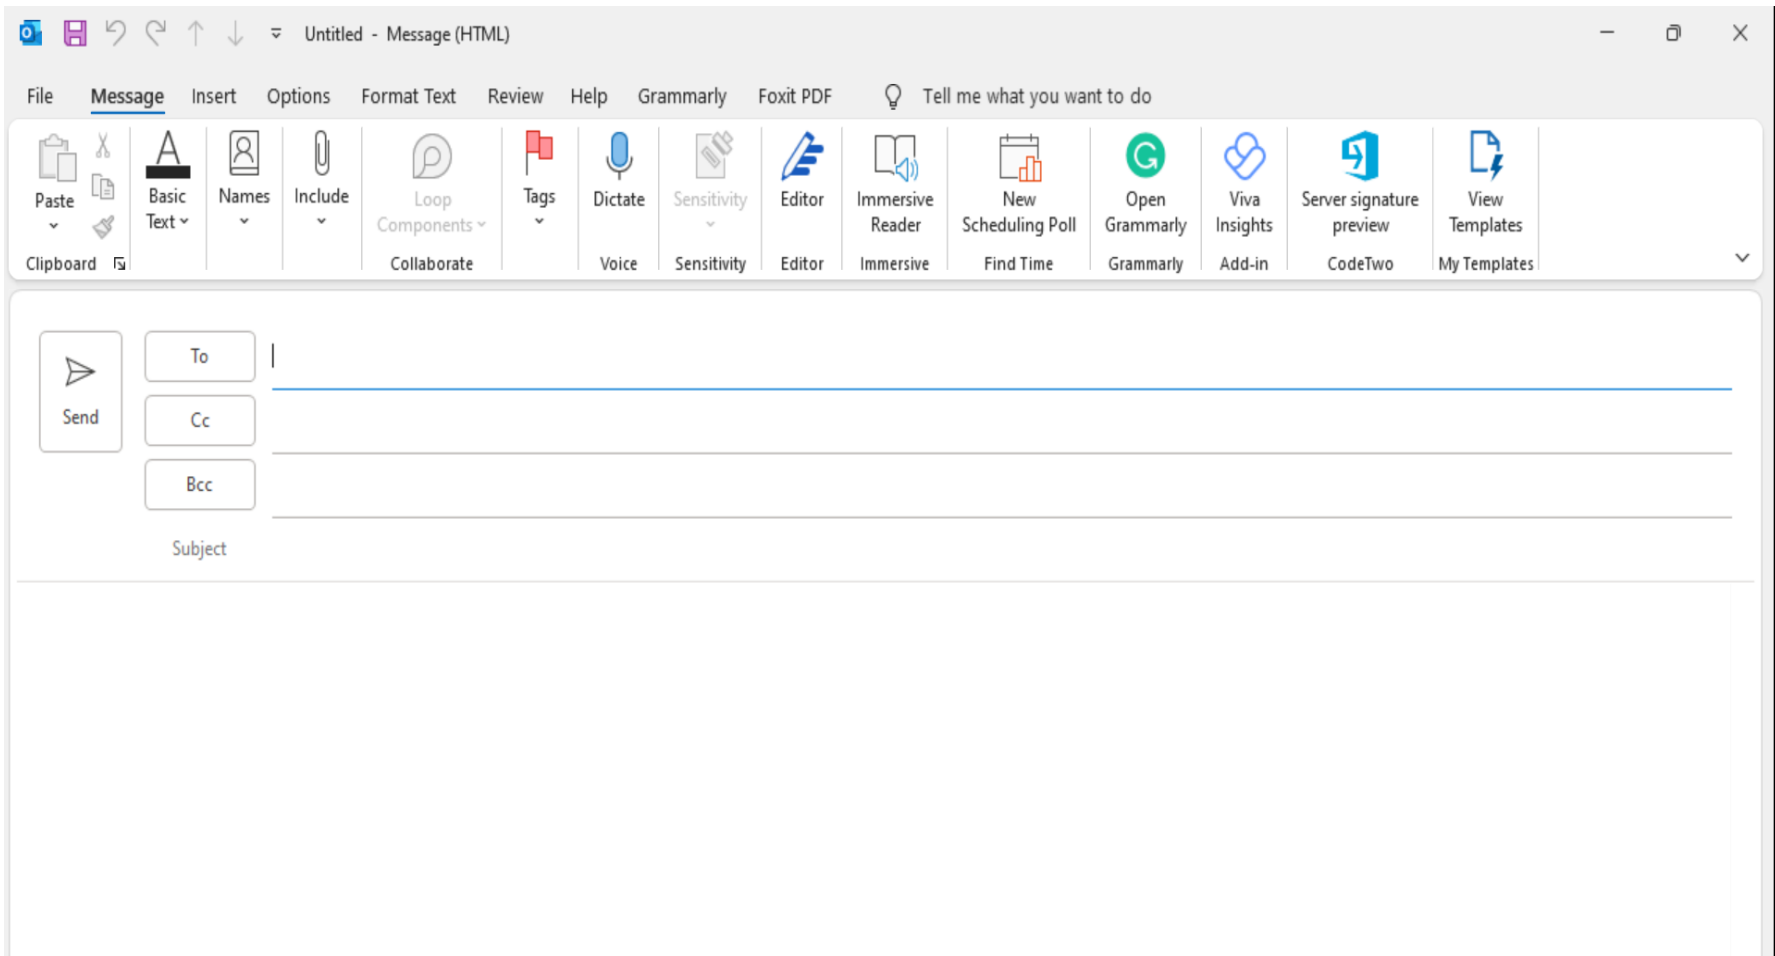 Untitled - Message (HTML)
File Message Insert Options Format Text Review Help Grammarly Foxit PDF Tell me what you want to do
Paste Basic Names Include Loop Tags Dictate Sensitivity Editor Immersive New Open Viva Server signature View
Text Components Reader Scheduling Poll Grammarly Insights preview Templates
Clipboard Collaborate Voice Sensitivity Editor Immersive Find Time Grammarly Add-in CodeTwo My Templates
To
Send
Cc
Bcc
Subject